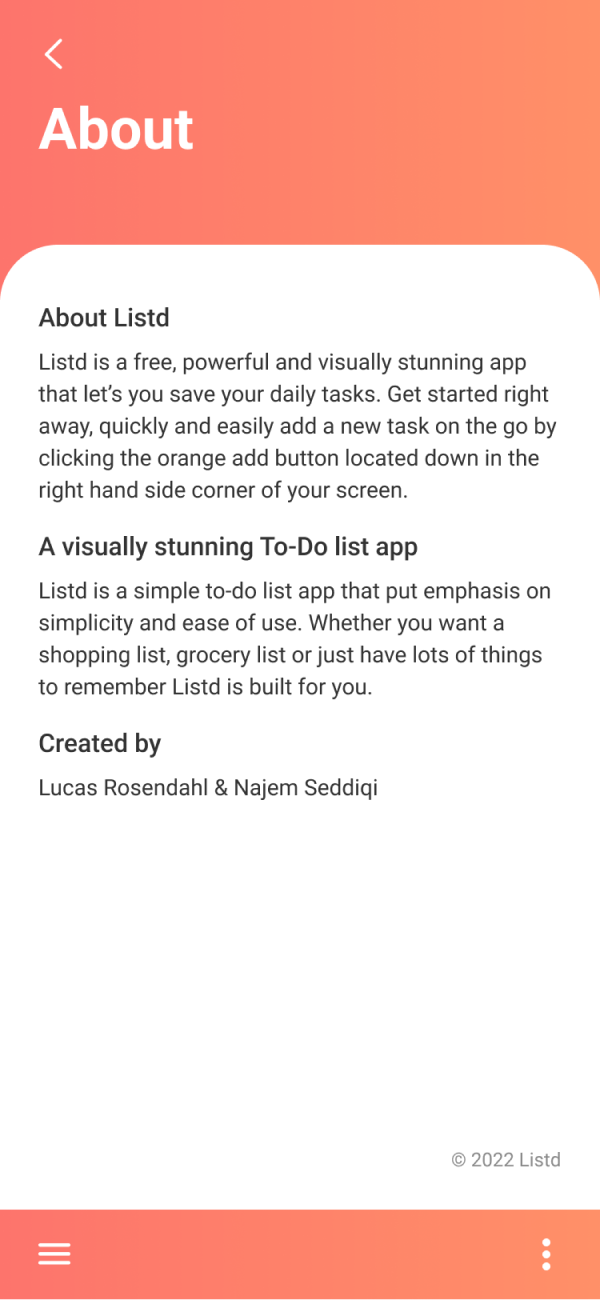 About
About Listd
Listd is a free, powerful and visually stunning app
that let’s you save your daily tasks. Get started right
away, quickly and easily add a new task on the go by
clicking the orange add button located down in the
right hand side corner of your screen.
A visually stunning To-Do list app
Listd is a simple to-do list app that put emphasis on
simplicity and ease of use. Whether you want a
shopping list, grocery list or just have lots of things
to remember Listd is built for you.
Created by
Lucas Rosendahl & Najem Seddiqi
© 2022 Listd